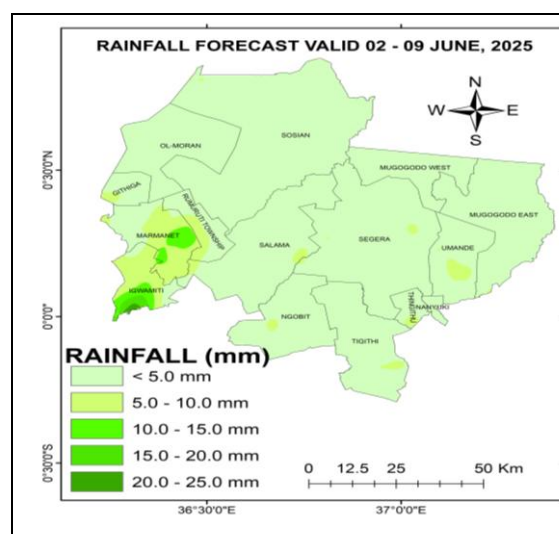 RAINFALL FORECAST VALID 02 - 09 JUNE, 2025
N
W E
S
0°30'0"N
0°0'0"
0°30'0"S
SOSIAN
OL-MORAN
MUGOGODO WEST
GITHIGA
MUGOGODO EAST
RUMURUTI TOWNSHIP
MARMANET
SALAMA
SEGERA
UMANDE
IGWAMITI
THINGITHU
NANYUKI
NGOBIT
TIGITHI
RAINFALL (mm)
< 5.0 mm
5.0 - 10.0 mm
10.0 - 15.0 mm
15.0 - 20.0 mm
20.0 - 25.0 mm
0 12.5 25 50 Km
36°30'0"E 37°0'0"E